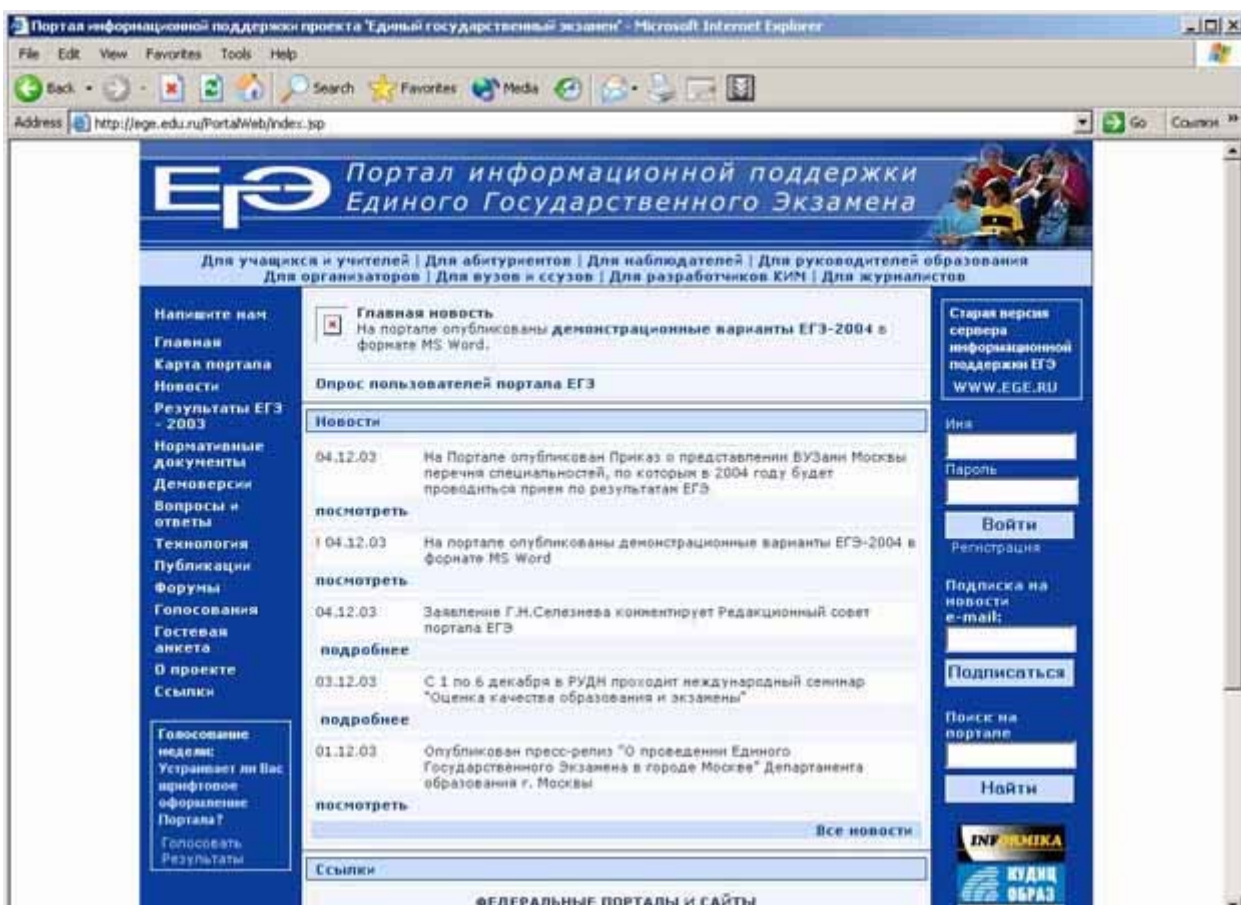 Портал информационной поддержки проекта 'Единый государственный экзамен' - Microsoft Internet Explorer
File Edit View Favorites Tools Help
Back Search Favorites Media
Address http://ege.edu.ru/PortalWeb/index.jsp Go Ссылки
ЕГЭ
Портал информационной поддержки
Единого Государственного Экзамена
Для учащихся и учителей | Для абитуриентов | Для наблюдателей | Для руководителей образования
Для организаторов | Для вузов и ссузов | Для разработчиков КИМ | Для журналистов
Напишите нам
Главная
Карта портала
Новости
Результаты ЕГЭ
- 2003
Нормативные
документы
Демоверсии
Вопросы и
ответы
Технология
Публикации
Форумы
Голосования
Гостевая
анкета
О проекте
Ссылки
Голосование
недели:
Устраивает ли Вас
шрифтовое
оформление
Портала?
Голосовать
Результаты
Главная новость
На портале опубликованы демонстрационные варианты ЕГЭ-2004 в
формате MS Word.
Опрос пользователей портала ЕГЭ
Новости
04.12.03 На Портале опубликован Приказ о представлении ВУЗами Москвы
перечня специальностей, по которым в 2004 году будет
проводиться прием по результатам ЕГЭ
посмотреть
! 04.12.03 На портале опубликованы демонстрационные варианты ЕГЭ-2004 в
формате MS Word
посмотреть
04.12.03 Заявление Г.Н.Селезнева комментирует Редакционный совет
портала ЕГЭ
подробнее
03.12.03 С 1 по 6 декабря в РУДН проходит международный семинар
"Оценка качества образования и экзамены"
подробнее
01.12.03 Опубликован пресс-релиз "О проведении Единого
Государственного Экзамена в городе Москве" Департамента
образования г. Москвы
посмотреть
Все новости
Ссылки
ФЕДЕРАЛЬНЫЕ ПОРТАЛЫ И САЙТЫ
Старая версия
сервера
информационной
поддержки ЕГЭ
WWW.EGE.RU
Имя
Пароль
Войти
Регистрация
Подписка на
новости
e-mail:
Подписаться
Поиск на
портале
Найти
INFORMIKA
КУДИЦ
ОБРАЗ